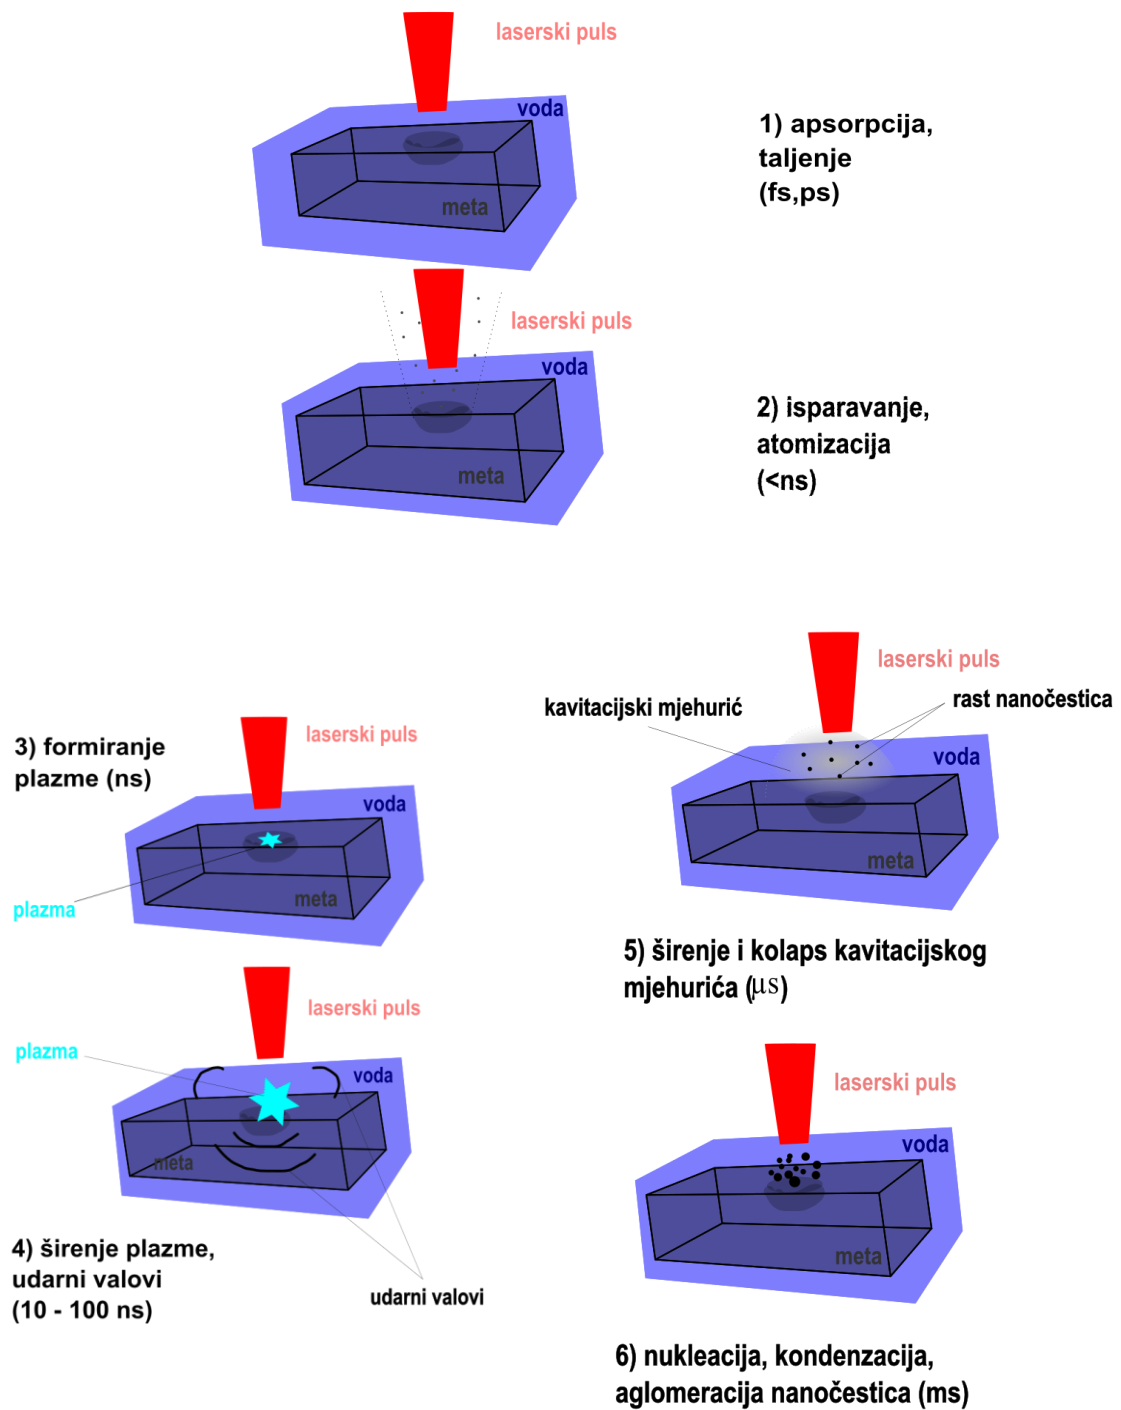 laserski puls
voda
meta
1) apsorpcija,
taljenje
(fs,ps)
laserski puls
voda
meta
2) isparavanje,
atomizacija
(<ns)
3) formiranje
plazme (ns)
laserski puls
voda
meta
plazma
laserski puls
plazma
voda
meta
4) širenje plazme,
udarni valovi
(10 - 100 ns)
udarni valovi
laserski puls
kavitacijski mjehurić
rast nanočestica
voda
meta
5) širenje i kolaps kavitacijskog
mjehurića (μs)
laserski puls
voda
meta
6) nukleacija, kondenzacija,
aglomeracija nanočestica (ms)